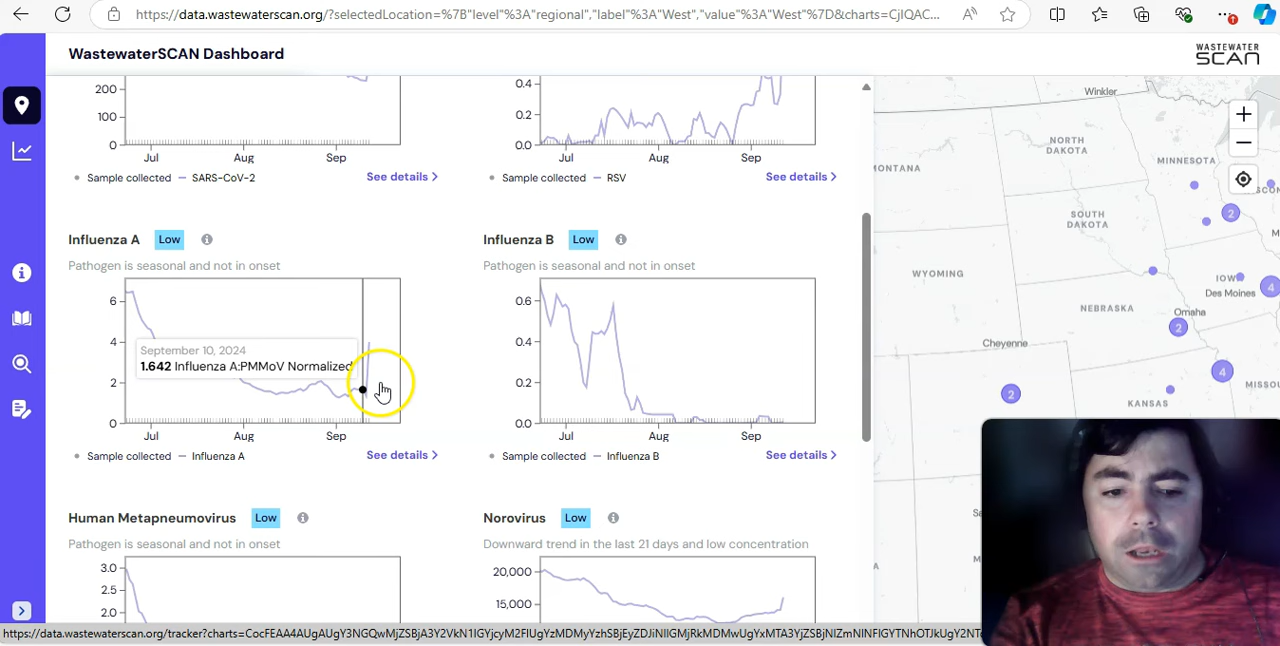 https://data.wastewaterscan.org/?selectedLocation=%7B"level"%3A"regional","label"%3A"West","value"%3A"West"%7D&charts=CjIQAC...
WastewaterSCAN Dashboard
WASTEWATER
SCAN
200
100
0
Jul Aug Sep
Sample collected SARS-CoV-2
See details >
0.4
0.2
0.0
Jul Aug Sep
Sample collected RSV
See details >
Influenza A Low
Pathogen is seasonal and not in onset
6
4
2
0
September 10, 2024
1.642 Influenza A:PMMoV Normalized
Jul Aug Sep
Sample collected Influenza A
See details >
Influenza B Low
Pathogen is seasonal and not in onset
0.6
0.4
0.2
0.0
Jul Aug Sep
Sample collected Influenza B
See details >
Human Metapneumovirus Low
Pathogen is seasonal and not in onset
3.0
2.5
2.0
Norovirus Low
Downward trend in the last 21 days and low concentration
20,000
15,000
Winkler
NORTH
DAKOTA
MONTANA
MINNESOTA
SOUTH
DAKOTA
2
WYOMING
IOWA
Des Moines
4
NEBRASKA
Omaha
2
Cheyenne
4
2
KANSAS
MISSOU